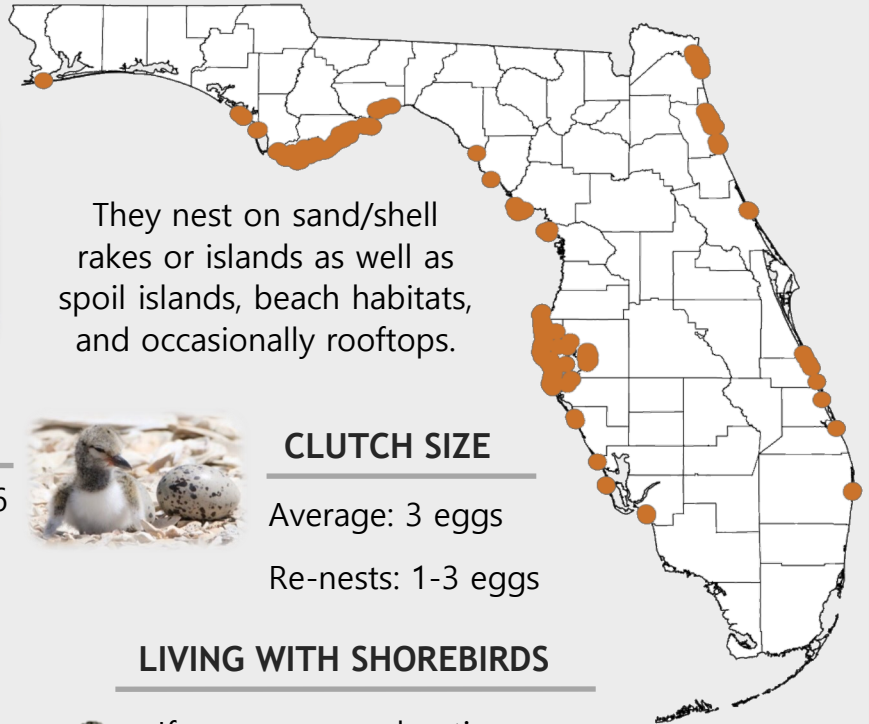 They nest on sand/shell
rakes or islands as well as
spoil islands, beach habitats,
and occasionally rooftops.
CLUTCH SIZE
6
Average: 3 eggs
Re-nests: 1-3 eggs
LIVING WITH SHOREBIRDS